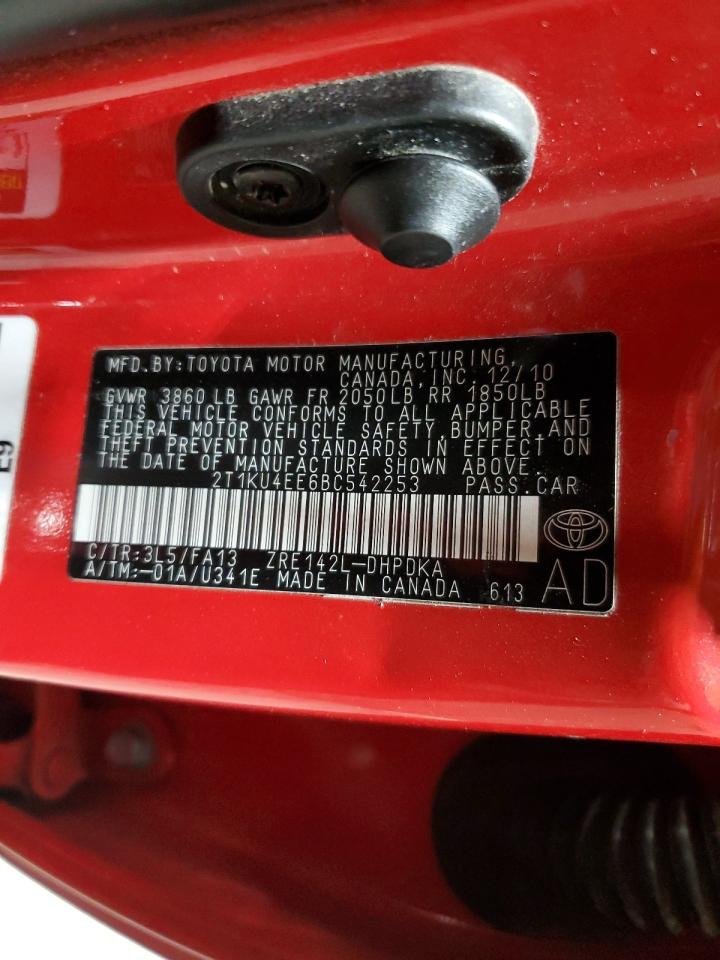 MFD.BY:TOYOTA MOTOR MANUFACTURING,
CANADA, INC. 12/10
GVWR 3860 LB GAWR FR 2050LB RR 1850LB
THIS VEHICLE CONFORMS TO ALL APPLICABLE
FEDERAL MOTOR VEHICLE SAFETY, BUMPER, AND
THEFT PREVENTION STANDARDS IN EFFECT ON
THE DATE OF MANUFACTURE SHOWN ABOVE.
2T1KU4EE6BC542253 PASS.CAR
C/TR:3L5/FA13 ZRE142L-DHPDKA
A/TM:-01A/U341E MADE IN CANADA 613 AD